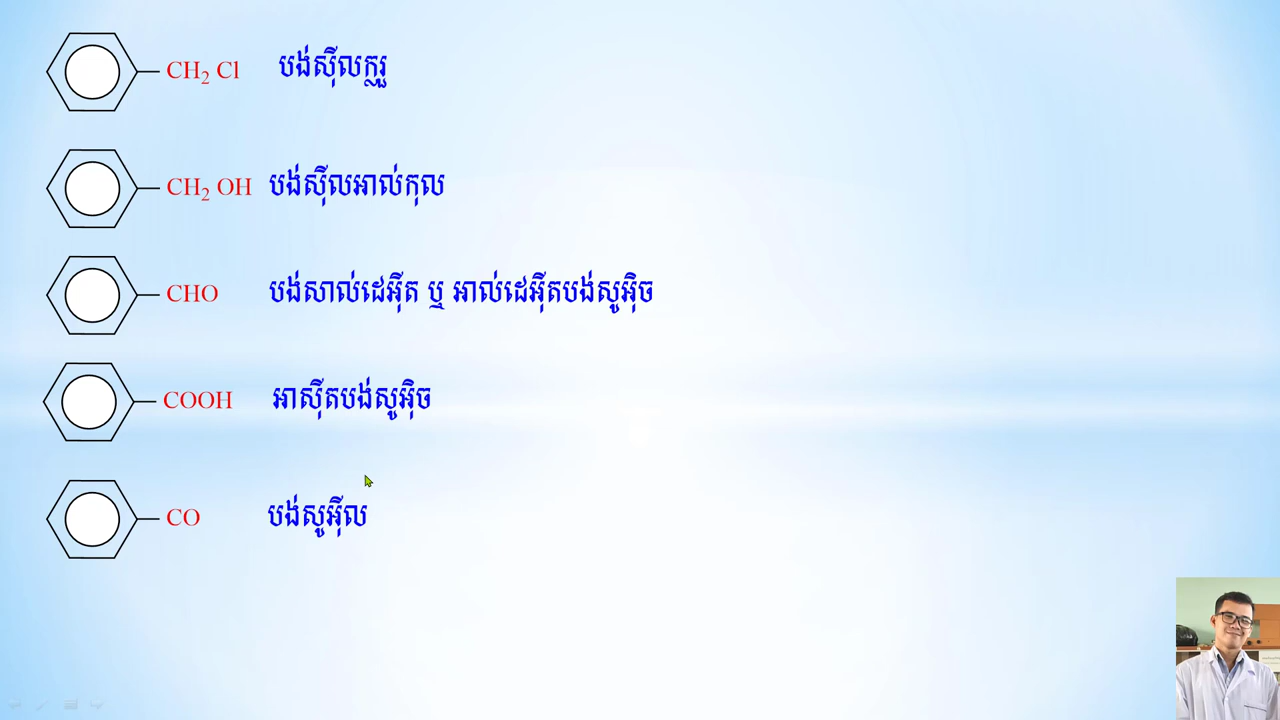 CH₂ Cl បង់ស៊ីលក្លរួ
CH₂ OH បង់ស៊ីលអាល់កុល
CHO បង់សាល់ដេអ៊ីត ឬ អាល់ដេអ៊ីតបង់សូអ៊ិច
COOH អាស៊ីតបង់សូអ៊ិច
CO បង់សូអ៊ីល